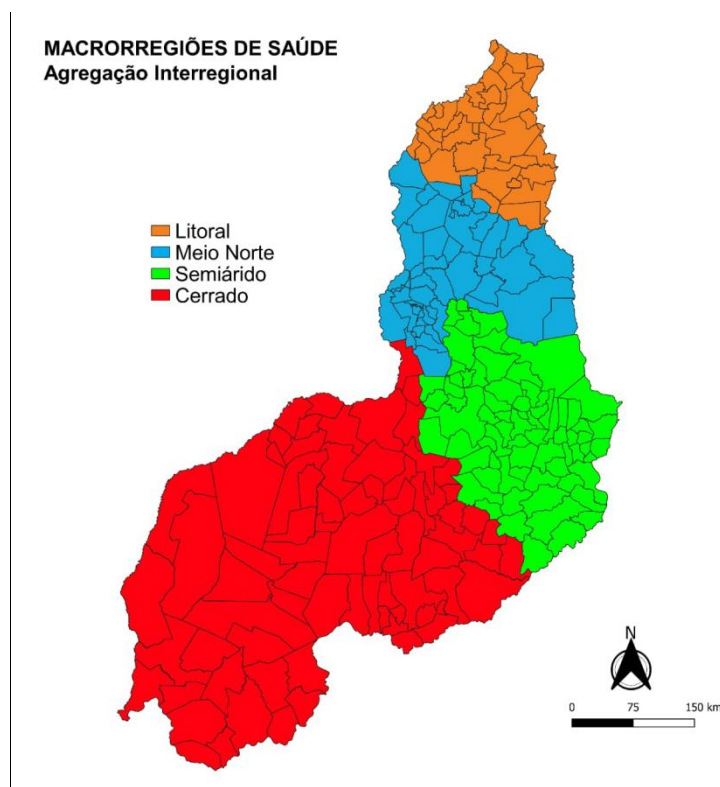 MACRORREGIÕES DE SAÚDE
Agregação Interregional
Litoral
Meio Norte
Semiárido
Cerrado
N
0 75 150 km